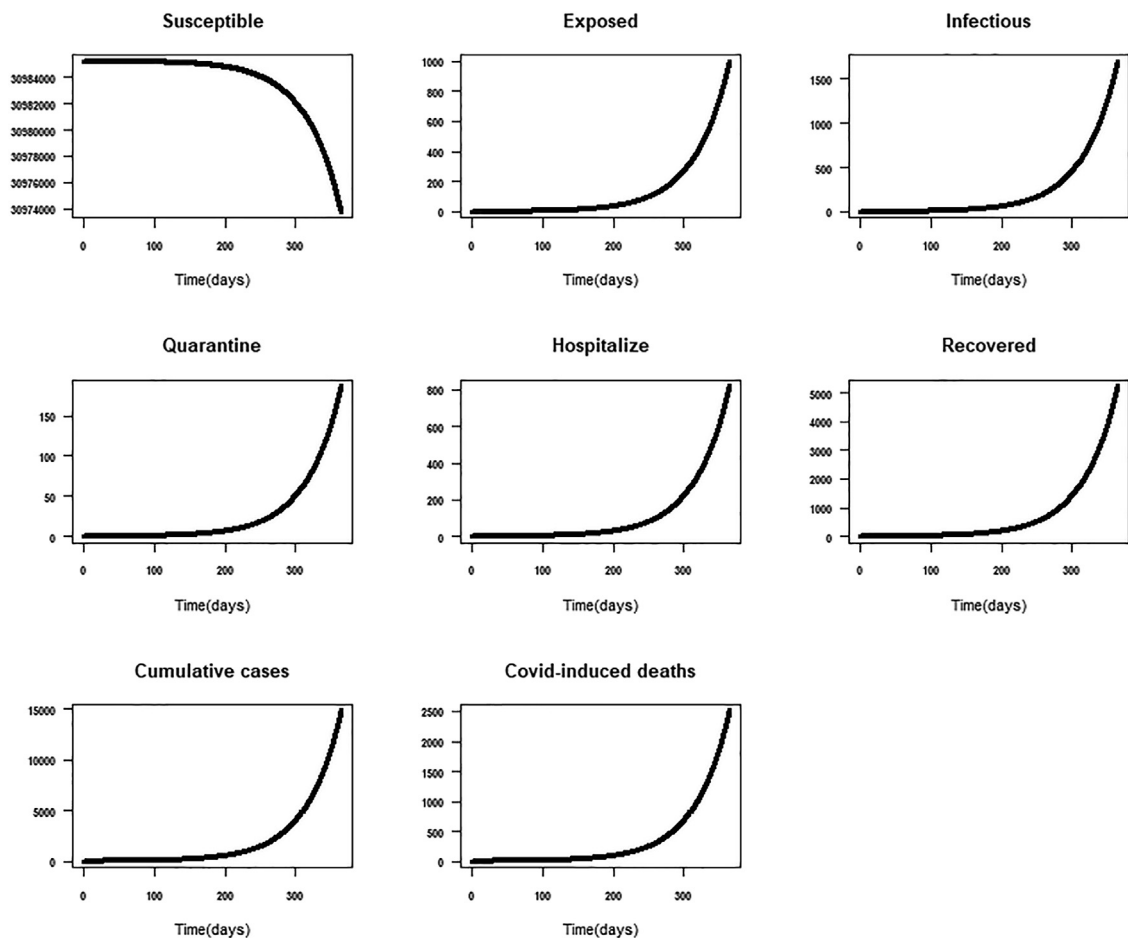 Susceptible
Exposed
Infectious
30984000
30982000
30980000
30978000
30976000
30974000
0 100 200 300
Time(days)
1000
800
600
400
200
0
0 100 200 300
Time(days)
1500
1000
500
0
0 100 200 300
Time(days)
Quarantine
Hospitalize
Recovered
150
100
50
0
0 100 200 300
Time(days)
800
600
400
200
0
0 100 200 300
Time(days)
5000
4000
3000
2000
1000
0
0 100 200 300
Time(days)
Cumulative cases
Covid-induced deaths
15000
10000
5000
0
0 100 200 300
Time(days)
2500
2000
1500
1000
500
0
0 100 200 300
Time(days)